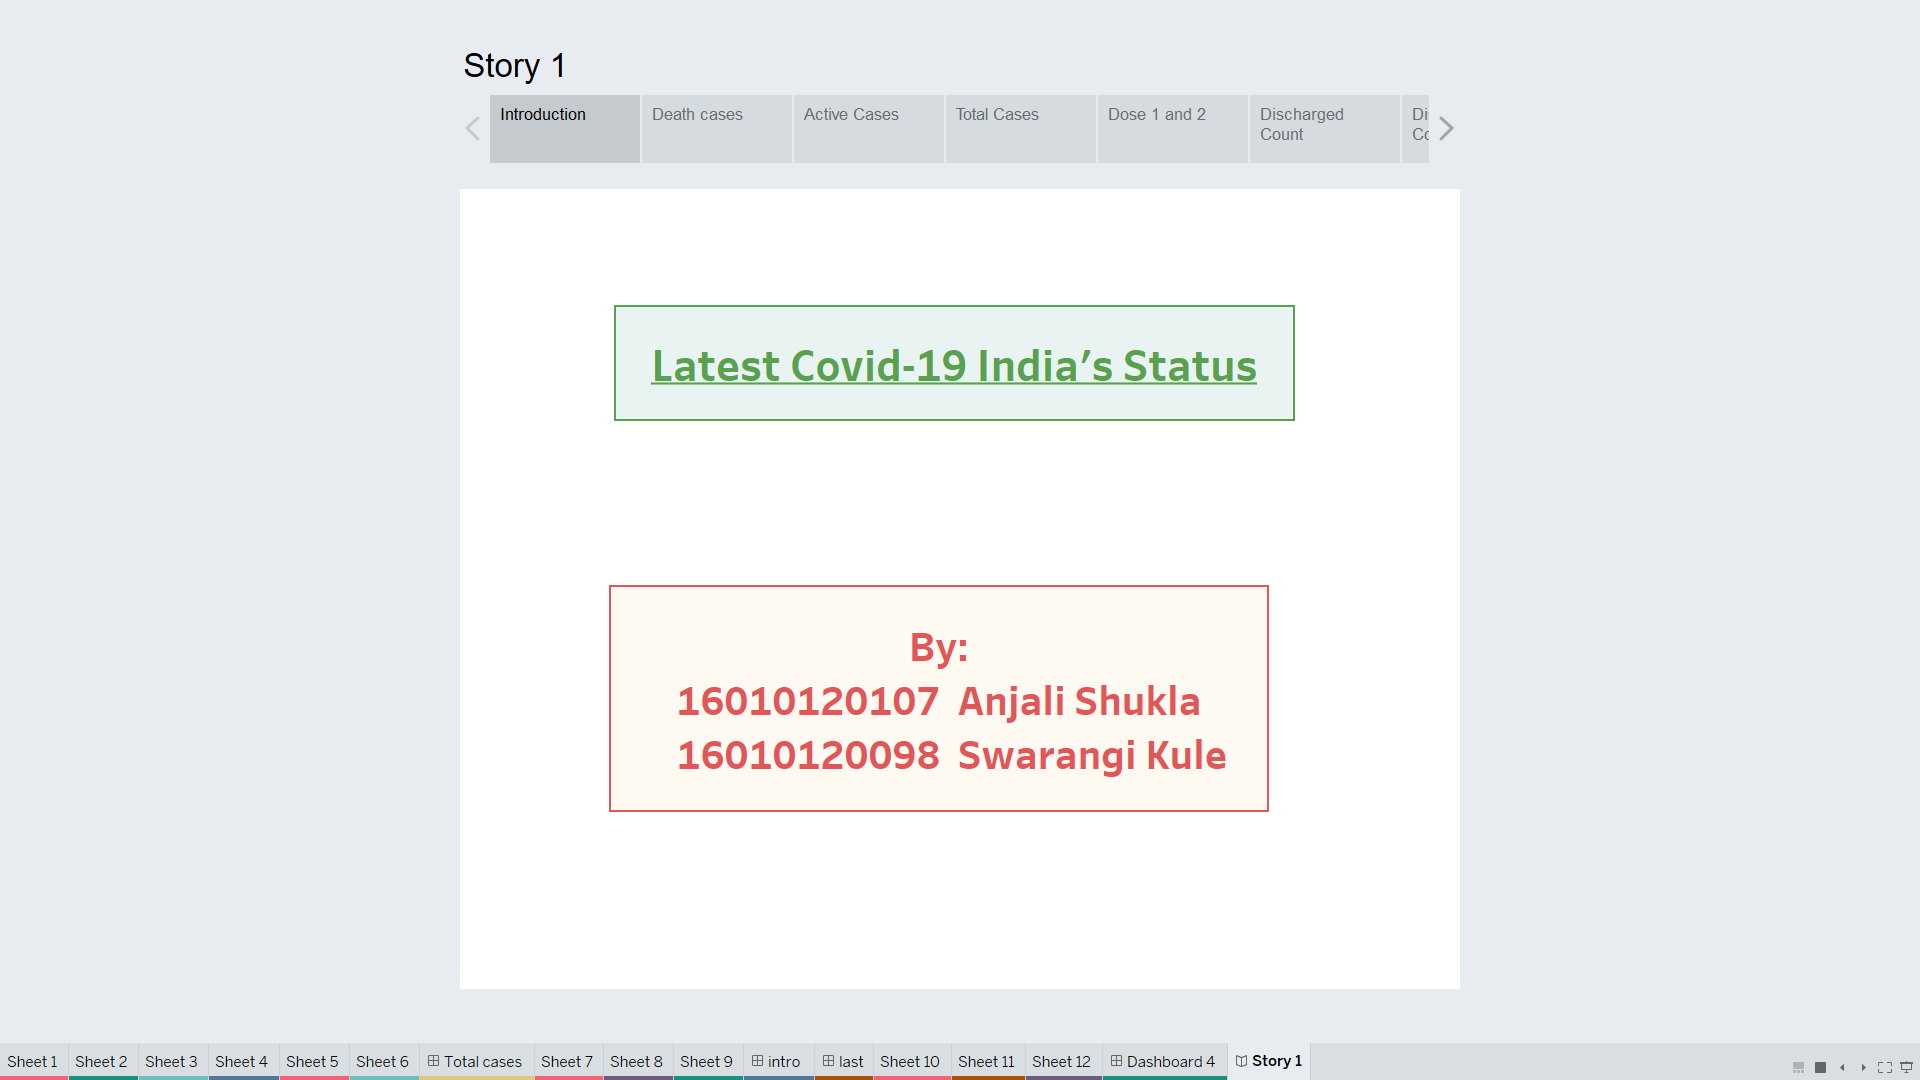 Story 1
Introduction
Death cases
Active Cases
Total Cases
Dose 1 and 2
Discharged
Count
Latest Covid-19 India’s Status
By:
16010120107 Anjali Shukla
16010120098 Swarangi Kule
Sheet 1
Sheet 2
Sheet 3
Sheet 4
Sheet 5
Sheet 6
Total cases
Sheet 7
Sheet 8
Sheet 9
intro
last
Sheet 10
Sheet 11
Sheet 12
Dashboard 4
Story 1